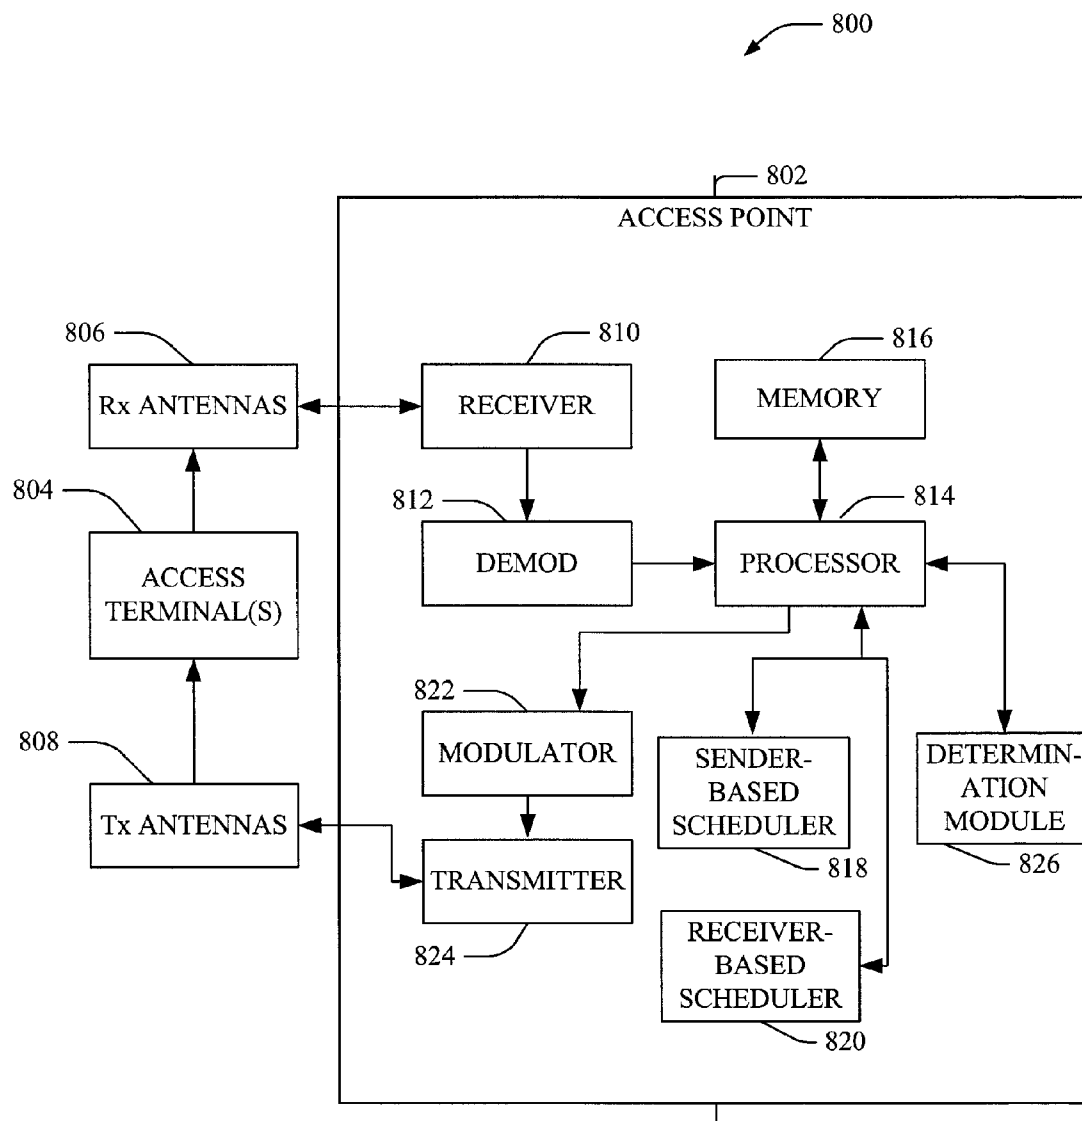 800
802
ACCESS POINT
806
810
816
Rx ANTENNAS
RECEIVER
MEMORY
804
812
814
ACCESS
TERMINAL(S)
DEMOD
PROCESSOR
822
808
MODULATOR
SENDER-
BASED
SCHEDULER
DETERMIN-
ATION
MODULE
Tx ANTENNAS
818
826
TRANSMITTER
824
RECEIVER-
BASED
SCHEDULER
820